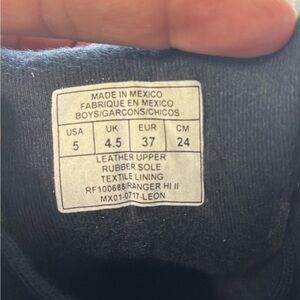 MADE IN MEXICO
FABRIQUE EN MEXICO
BOYS/GARCONS/CHICOS
USA UK EUR CM
5 4.5 37 24
LEATHER UPPER
RUBBER SOLE
TEXTILE LINING
RF100688/RANGER HI II
MX01-0717-LEON